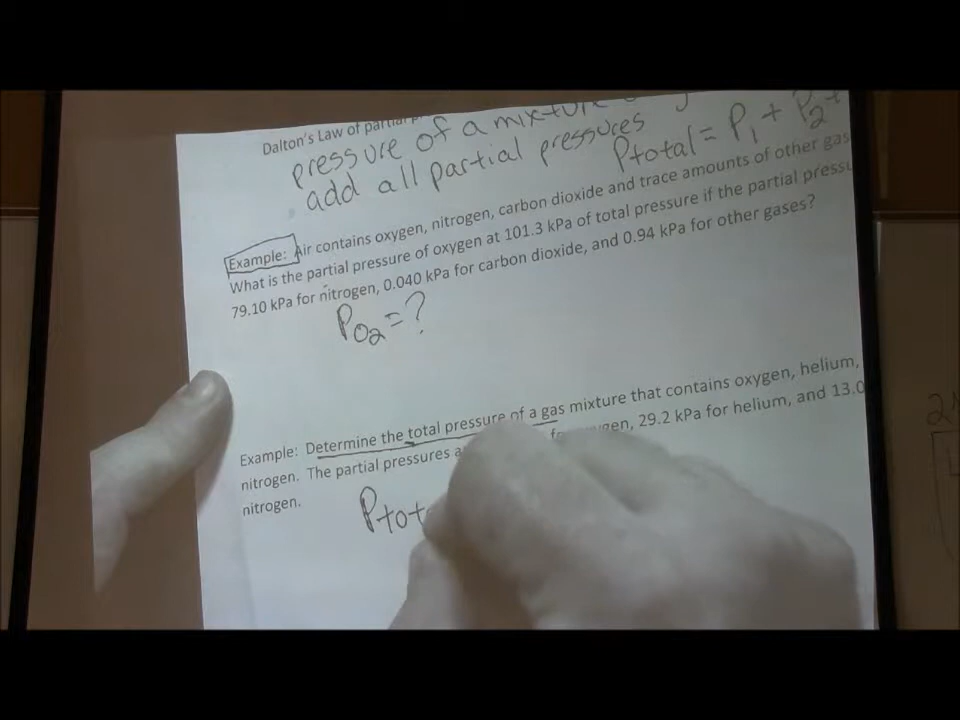 Dalton's Law of partial
pressure of a mixture
add all partial pressures Ptotal = P1 + P2 +
Example: Air contains oxygen, nitrogen, carbon dioxide and trace amounts of other gas
What is the partial pressure of oxygen at 101.3 kPa of total pressure if the partial pressu
79.10 kPa for nitrogen, 0.040 kPa for carbon dioxide, and 0.94 kPa for other gases?
PO2 = ?
Example: Determine the total pressure of a gas mixture that contains oxygen, helium,
nitrogen. The partial pressures a 29.2 kPa for helium, and 13.0
nitrogen.
Ptot